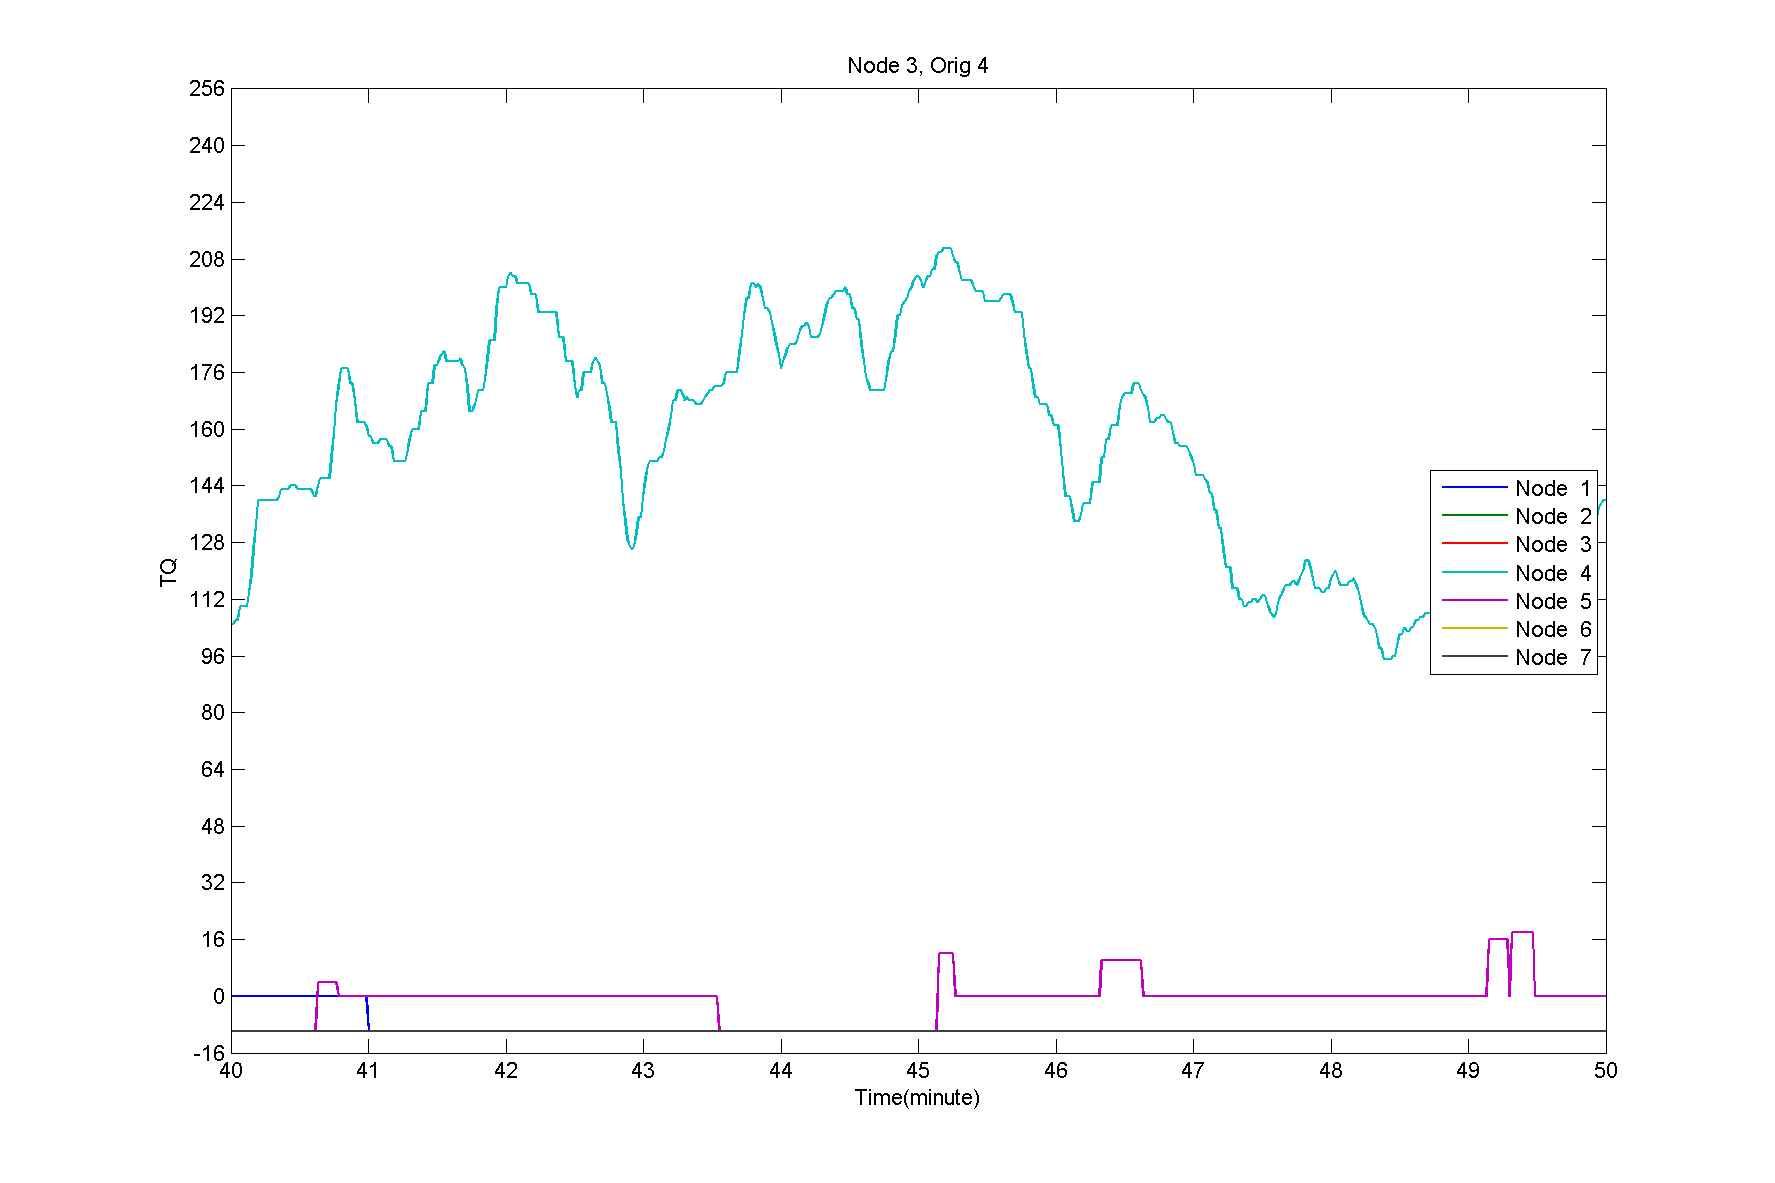 Node 3, Orig 4
256
240
224
208
192
176
160
144
128
112
96
80
64
48
32
16
0
-16
TQ
Node 1
Node 2
Node 3
Node 4
Node 5
Node 6
Node 7
40 41 42 43 44 45 46 47 48 49 50
Time(minute)